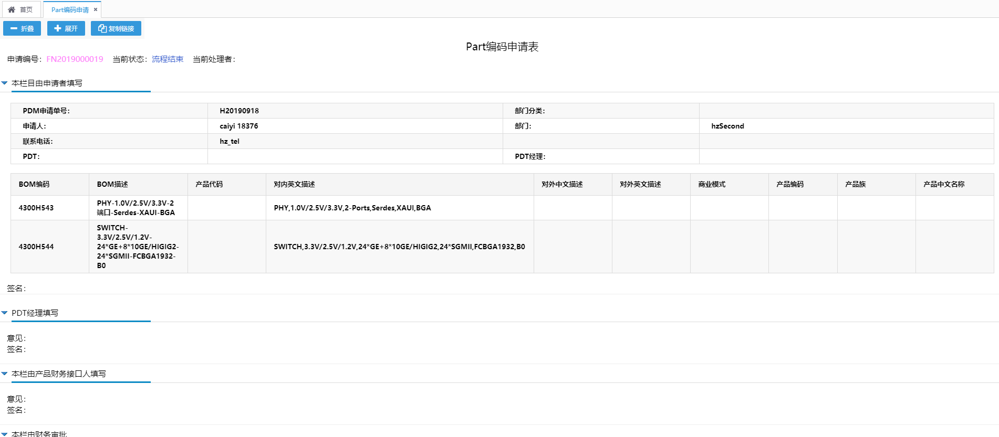 首页 Part编码申请 ×
折叠 展开 复制链接
Part编码申请表
申请编号：FN2019000019 当前状态：流程结束 当前处理者：
本栏目由申请者填写
PDM申请单号： H20190918 部门分类：
申请人： caiyi 18376 部门： hzSecond
联系电话： hz_tel
PDT： PDT经理：
BOM编码 BOM描述 产品代码 对内英文描述 对外中文描述 对外英文描述 商业模式 产品编码 产品族 产品中文名称
4300H543 PHY-1.0V/2.5V/3.3V-2 PHY,1.0V/2.5V/3.3V,2-Ports,Serdes,XAUI,BGA
端口-Serdes-XAUI-BGA
SWITCH-
3.3V/2.5V/1.2V-
4300H544 24*GE+8*10GE/HIGIG2- SWITCH,3.3V/2.5V/1.2V,24*GE+8*10GE/HIGIG2,24*SGMII,FCBGA1932,B0
24*SGMII-FCBGA1932-
B0
签名：
PDT经理填写
意见：
签名：
本栏由产品财务接口人填写
意见：
签名：
本栏由财务审批